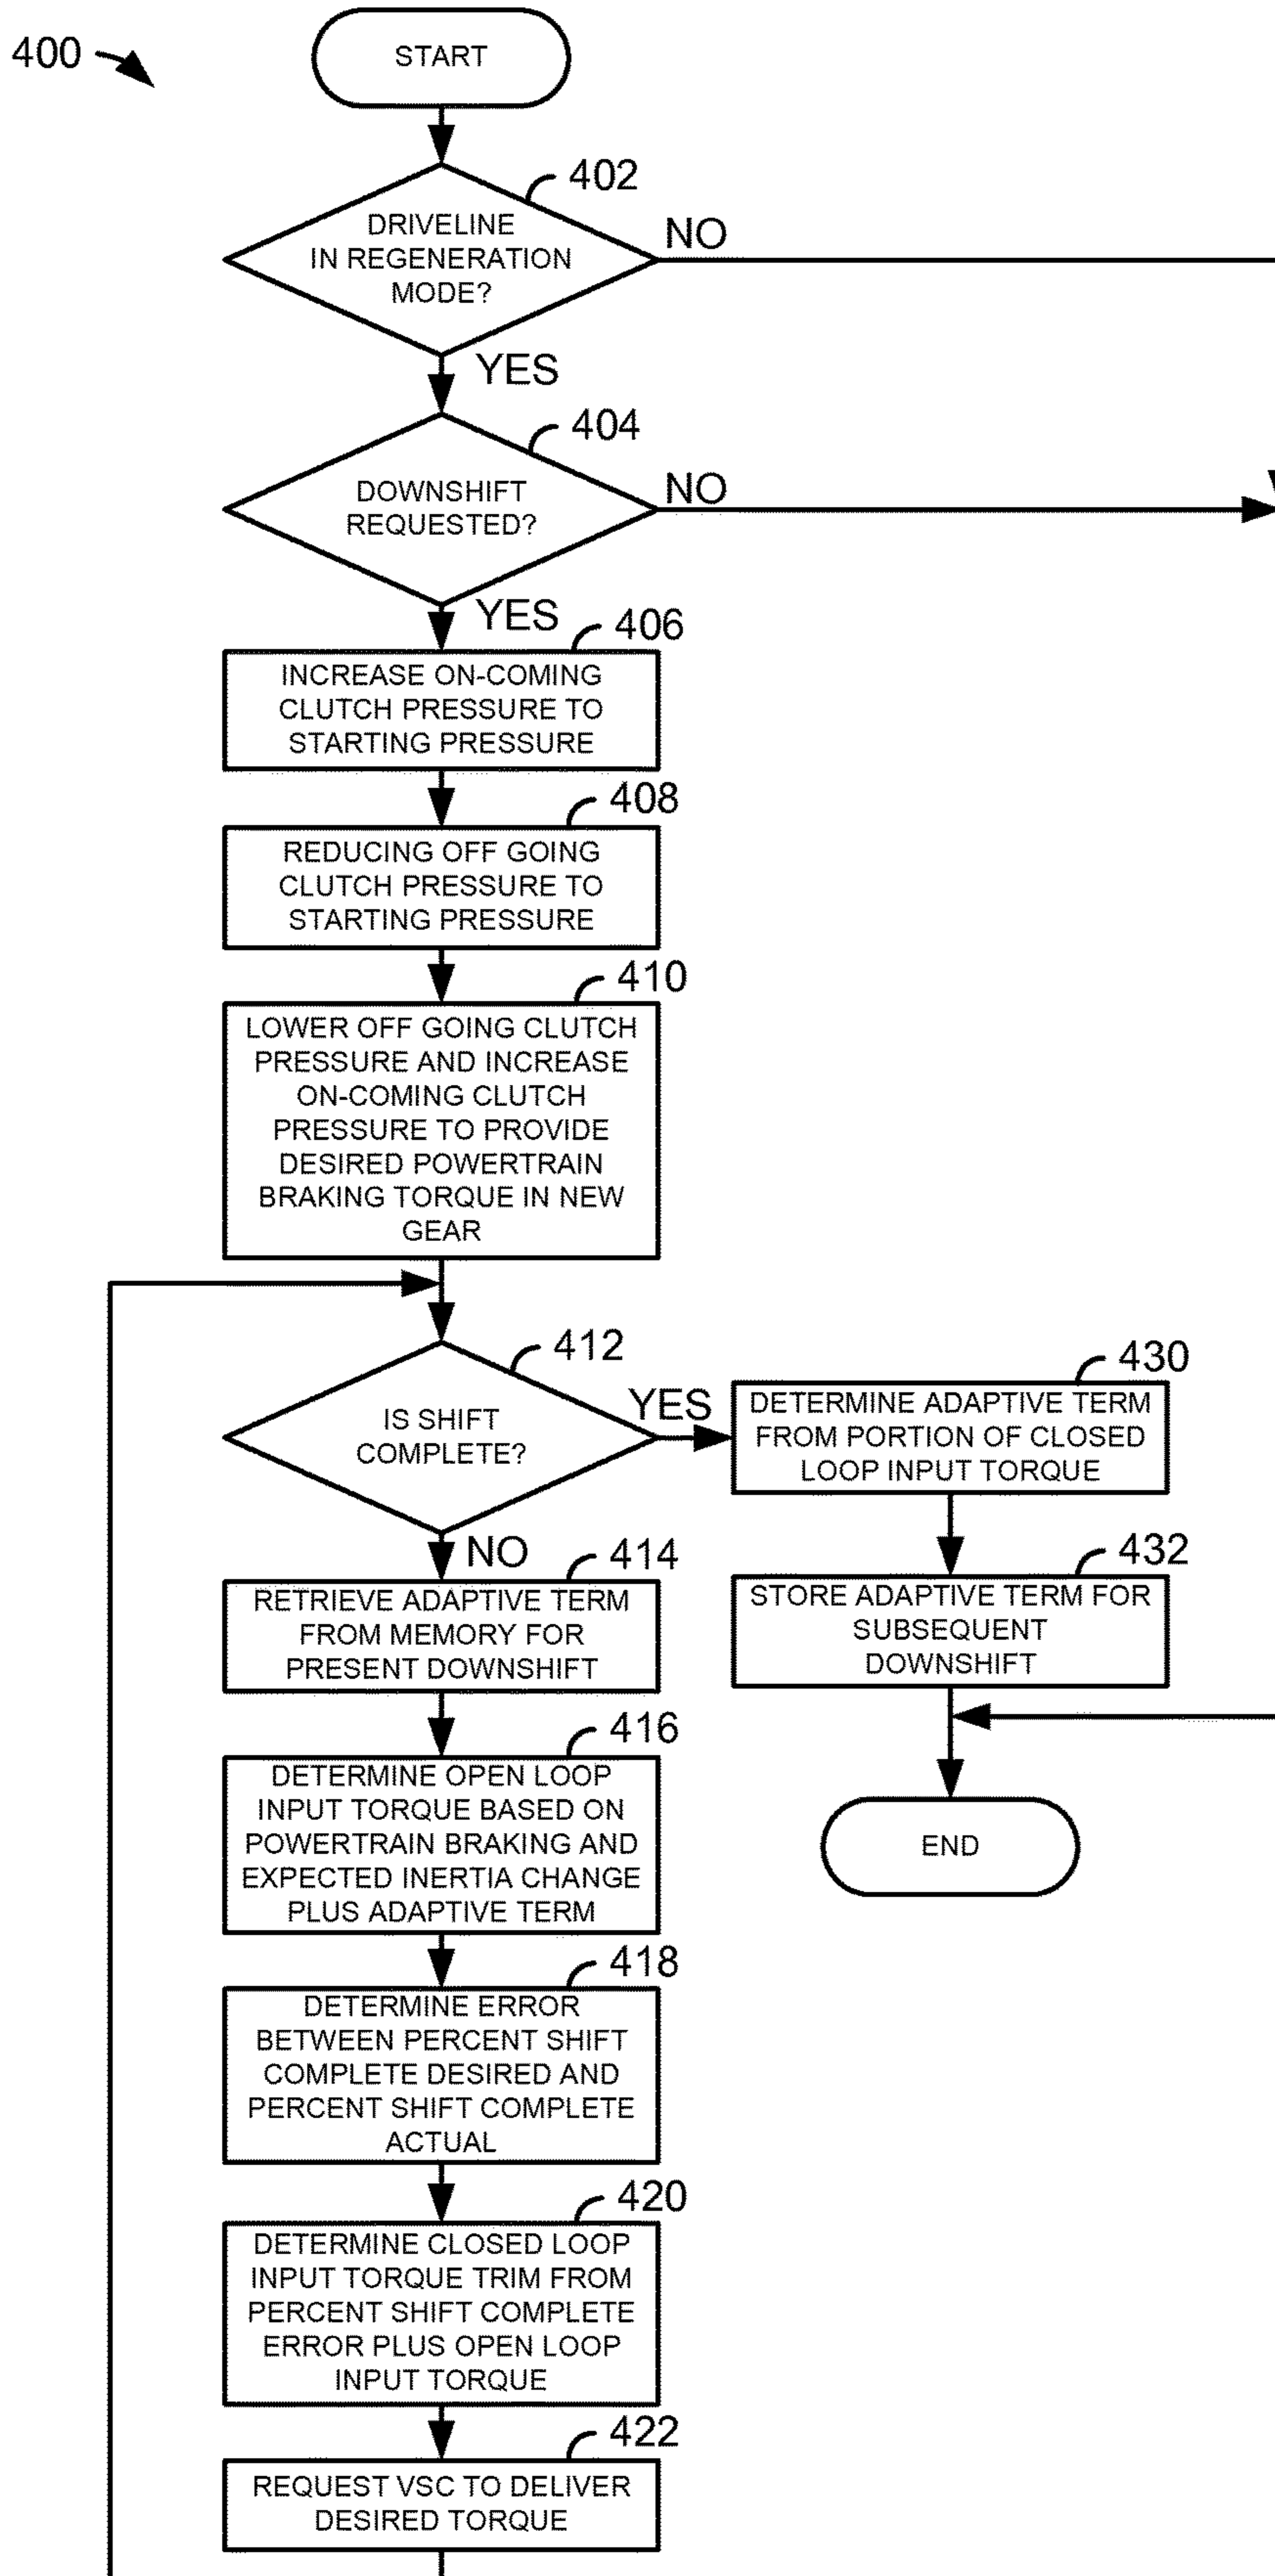 400
START
402
DRIVELINE
IN REGENERATION
MODE?
NO
YES
404
DOWNSHIFT
REQUESTED?
NO
YES
406
INCREASE ON-COMING
CLUTCH PRESSURE TO
STARTING PRESSURE
408
REDUCING OFF GOING
CLUTCH PRESSURE TO
STARTING PRESSURE
410
LOWER OFF GOING CLUTCH
PRESSURE AND INCREASE
ON-COMING CLUTCH
PRESSURE TO PROVIDE
DESIRED POWERTRAIN
BRAKING TORQUE IN NEW
GEAR
412
IS SHIFT
COMPLETE?
YES
430
DETERMINE ADAPTIVE TERM
FROM PORTION OF CLOSED
LOOP INPUT TORQUE
432
STORE ADAPTIVE TERM FOR
SUBSEQUENT
DOWNSHIFT
END
NO
414
RETRIEVE ADAPTIVE TERM
FROM MEMORY FOR
PRESENT DOWNSHIFT
416
DETERMINE OPEN LOOP
INPUT TORQUE BASED ON
POWERTRAIN BRAKING AND
EXPECTED INERTIA CHANGE
PLUS ADAPTIVE TERM
418
DETERMINE ERROR
BETWEEN PERCENT SHIFT
COMPLETE DESIRED AND
PERCENT SHIFT COMPLETE
ACTUAL
420
DETERMINE CLOSED LOOP
INPUT TORQUE TRIM FROM
PERCENT SHIFT COMPLETE
ERROR PLUS OPEN LOOP
INPUT TORQUE
422
REQUEST VSC TO DELIVER
DESIRED TORQUE